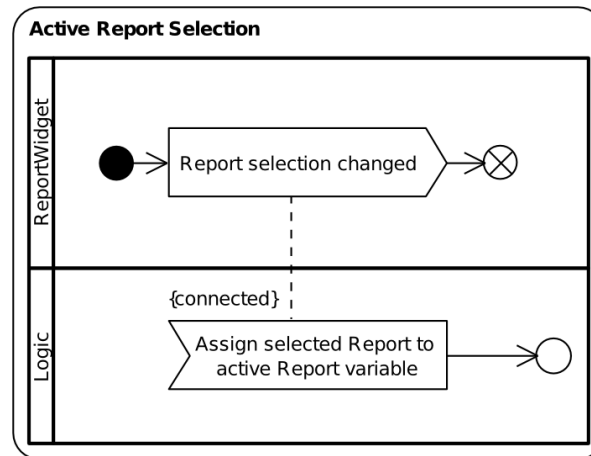 Active Report Selection
ReportWidget
Report selection changed
{connected}
Logic
Assign selected Report to
active Report variable